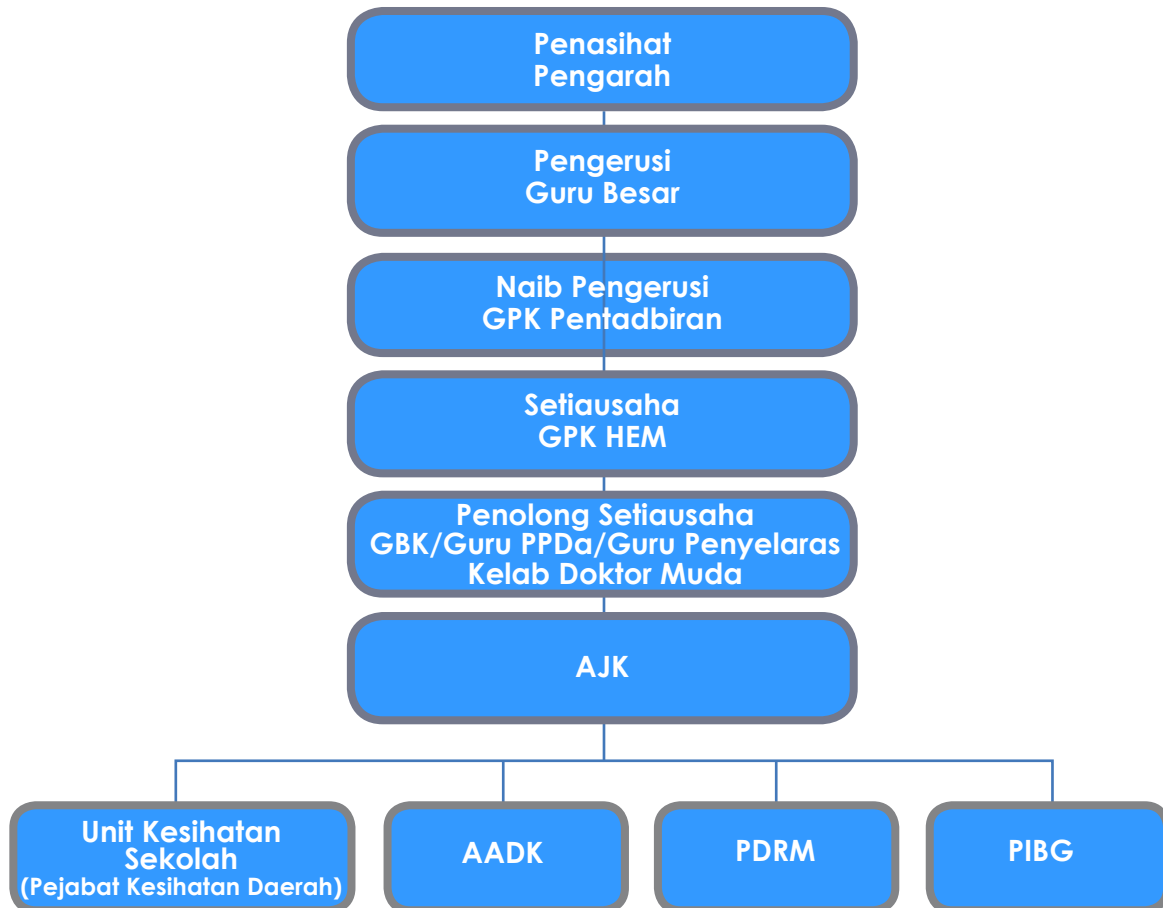 Penasihat
Pengarah
Pengerusi
Guru Besar
Naib Pengerusi
GPK Pentadbiran
Setiausaha
GPK HEM
Penolong Setiausaha
GBK/Guru PPDa/Guru Penyelaras
Kelab Doktor Muda
AJK
Unit Kesihatan
Sekolah
(Pejabat Kesihatan Daerah)
AADK
PDRM
PIBG